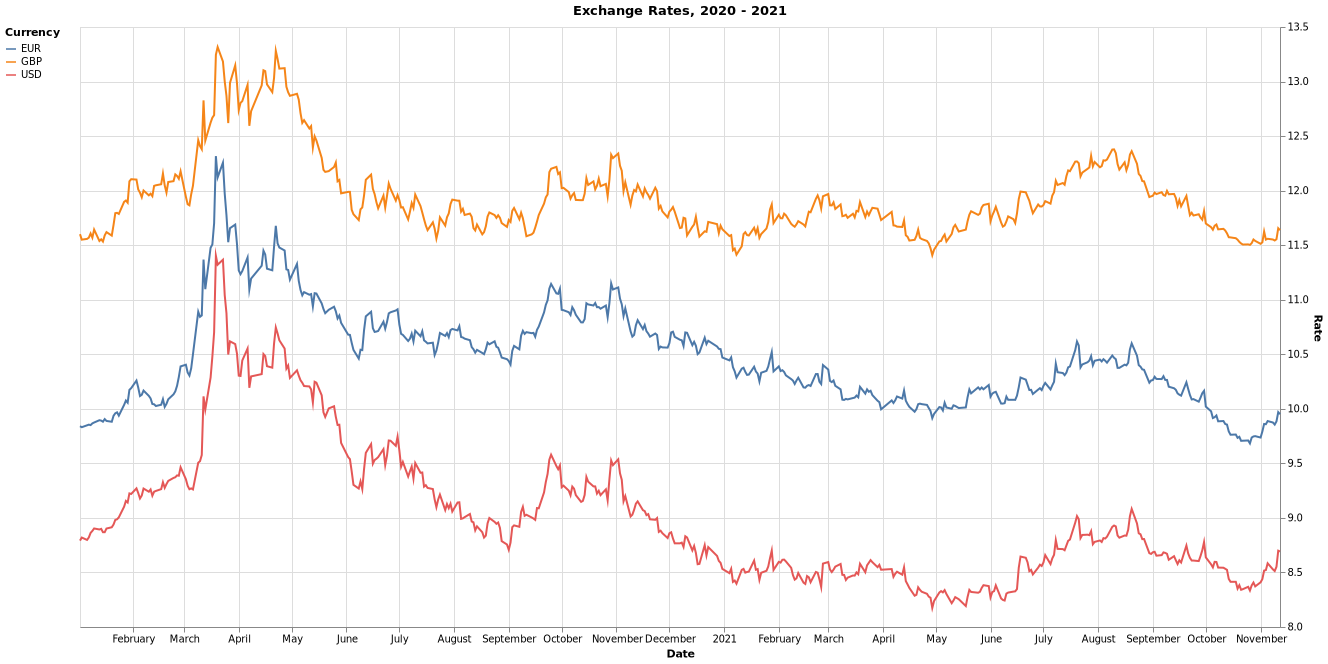 Exchange Rates, 2020 - 2021
Currency
EUR
GBP
USD
13.5
13.0
12.5
12.0
11.5
11.0
10.5
10.0
9.5
9.0
8.5
8.0
Rate
February March April May June July August September October November December 2021 February March April May June July August September October November
Date